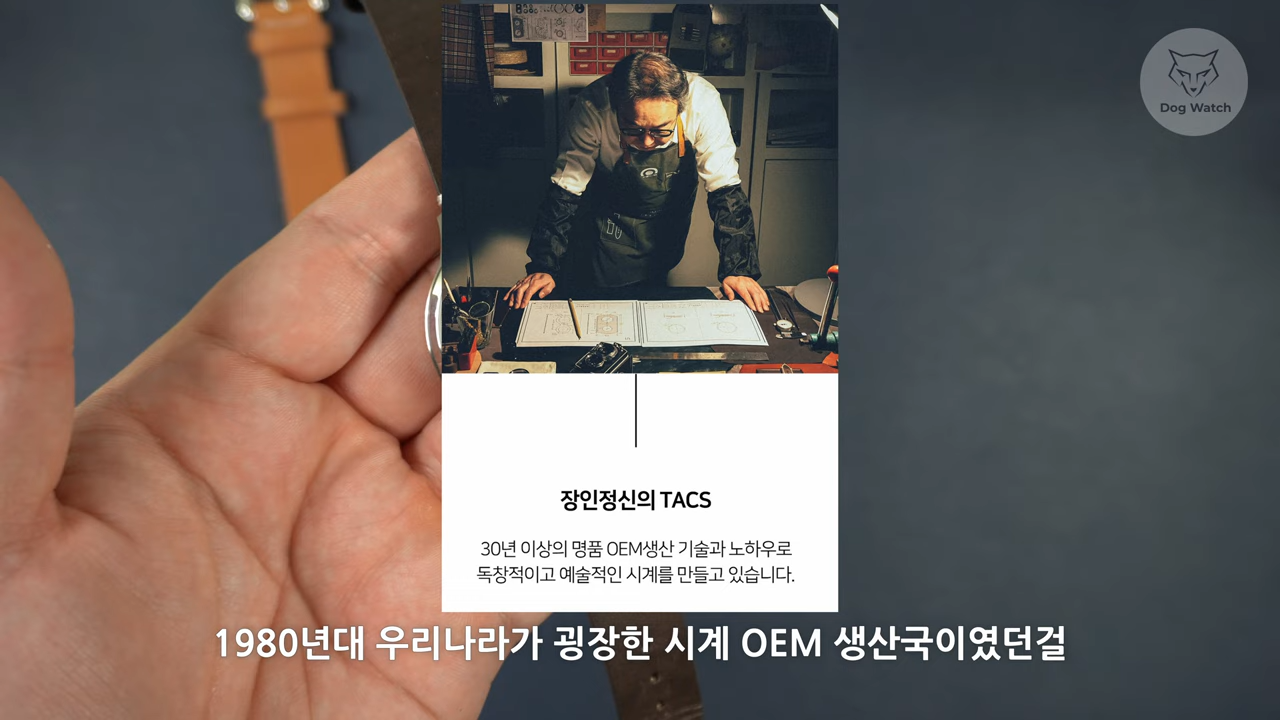 Dog Watch
장인정신의 TACS
30년 이상의 명품 OEM생산 기술과 노하우로
독창적이고 예술적인 시계를 만들고 있습니다.
1980년대 우리나라가 굉장한 시계 OEM 생산국이였던걸